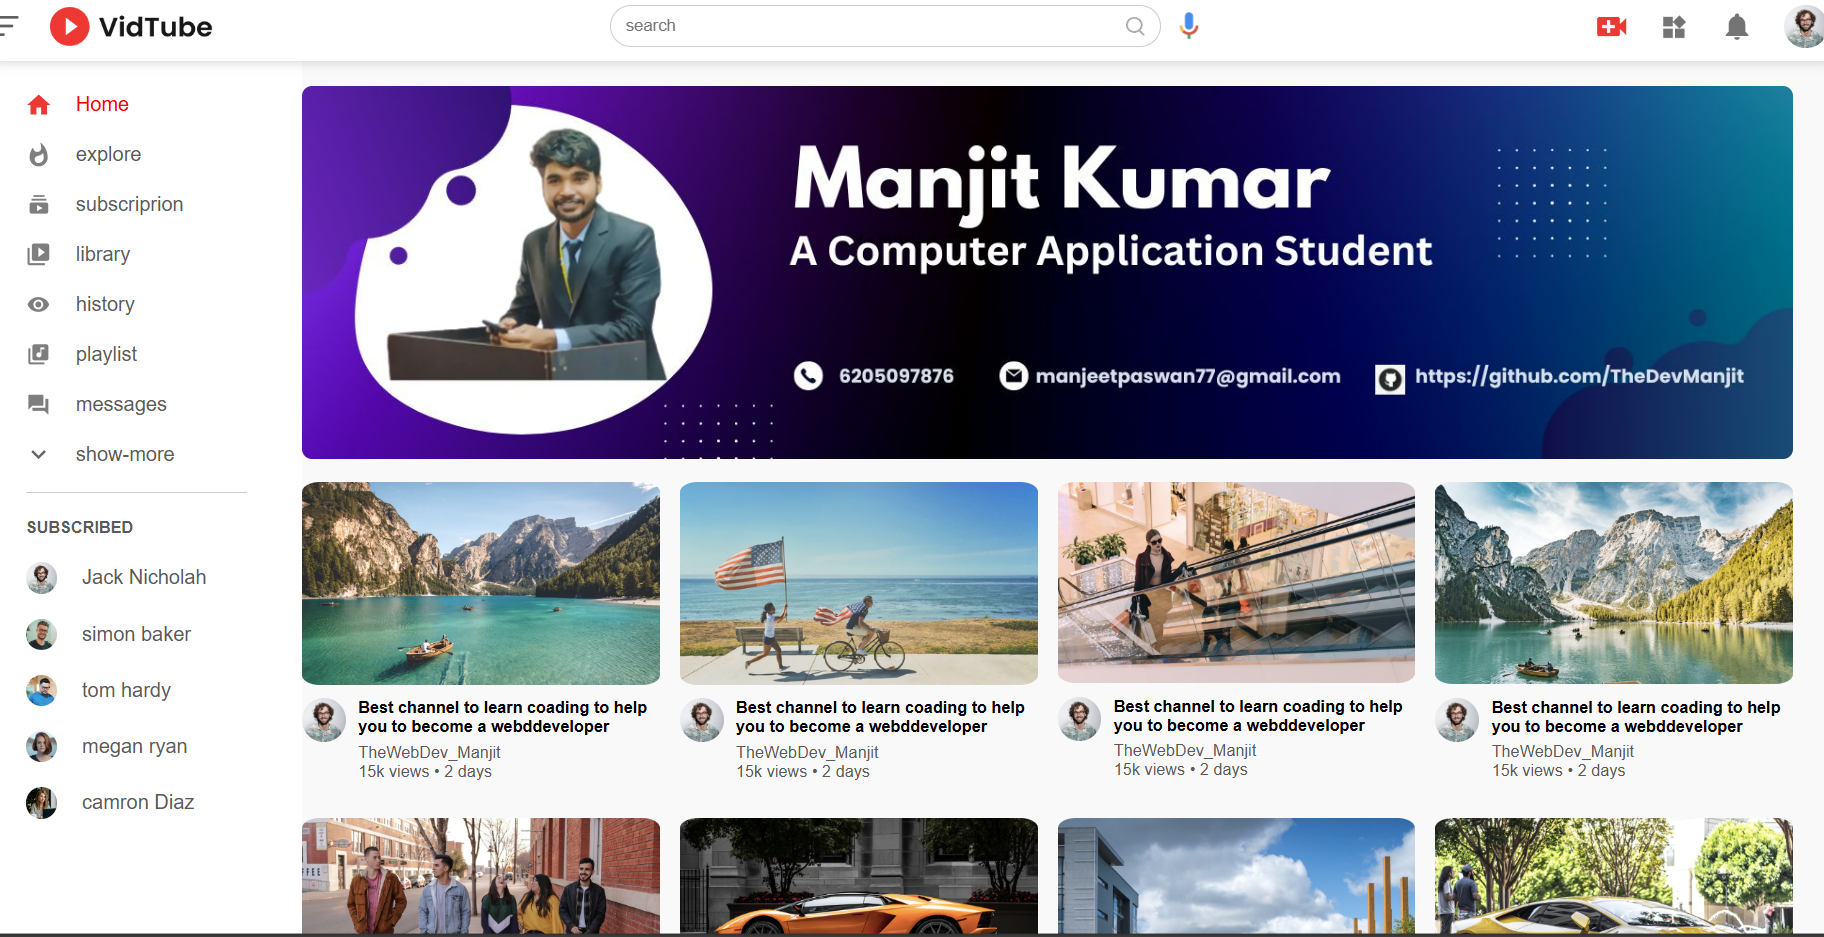 VidTube
search
Home
explore
subscriprion
library
history
playlist
messages
show-more
SUBSCRIBED
Jack Nicholah
simon baker
tom hardy
megan ryan
camron Diaz
Manjit Kumar
A Computer Application Student
6205097876
manjeetpaswan77@gmail.com
https://github.com/TheDevManjit
Best channel to learn coading to help
you to become a webddeveloper
TheWebDev_Manjit
15k views • 2 days
Best channel to learn coading to help
you to become a webddeveloper
TheWebDev_Manjit
15k views • 2 days
Best channel to learn coading to help
you to become a webddeveloper
TheWebDev_Manjit
15k views • 2 days
Best channel to learn coading to help
you to become a webddeveloper
TheWebDev_Manjit
15k views • 2 days